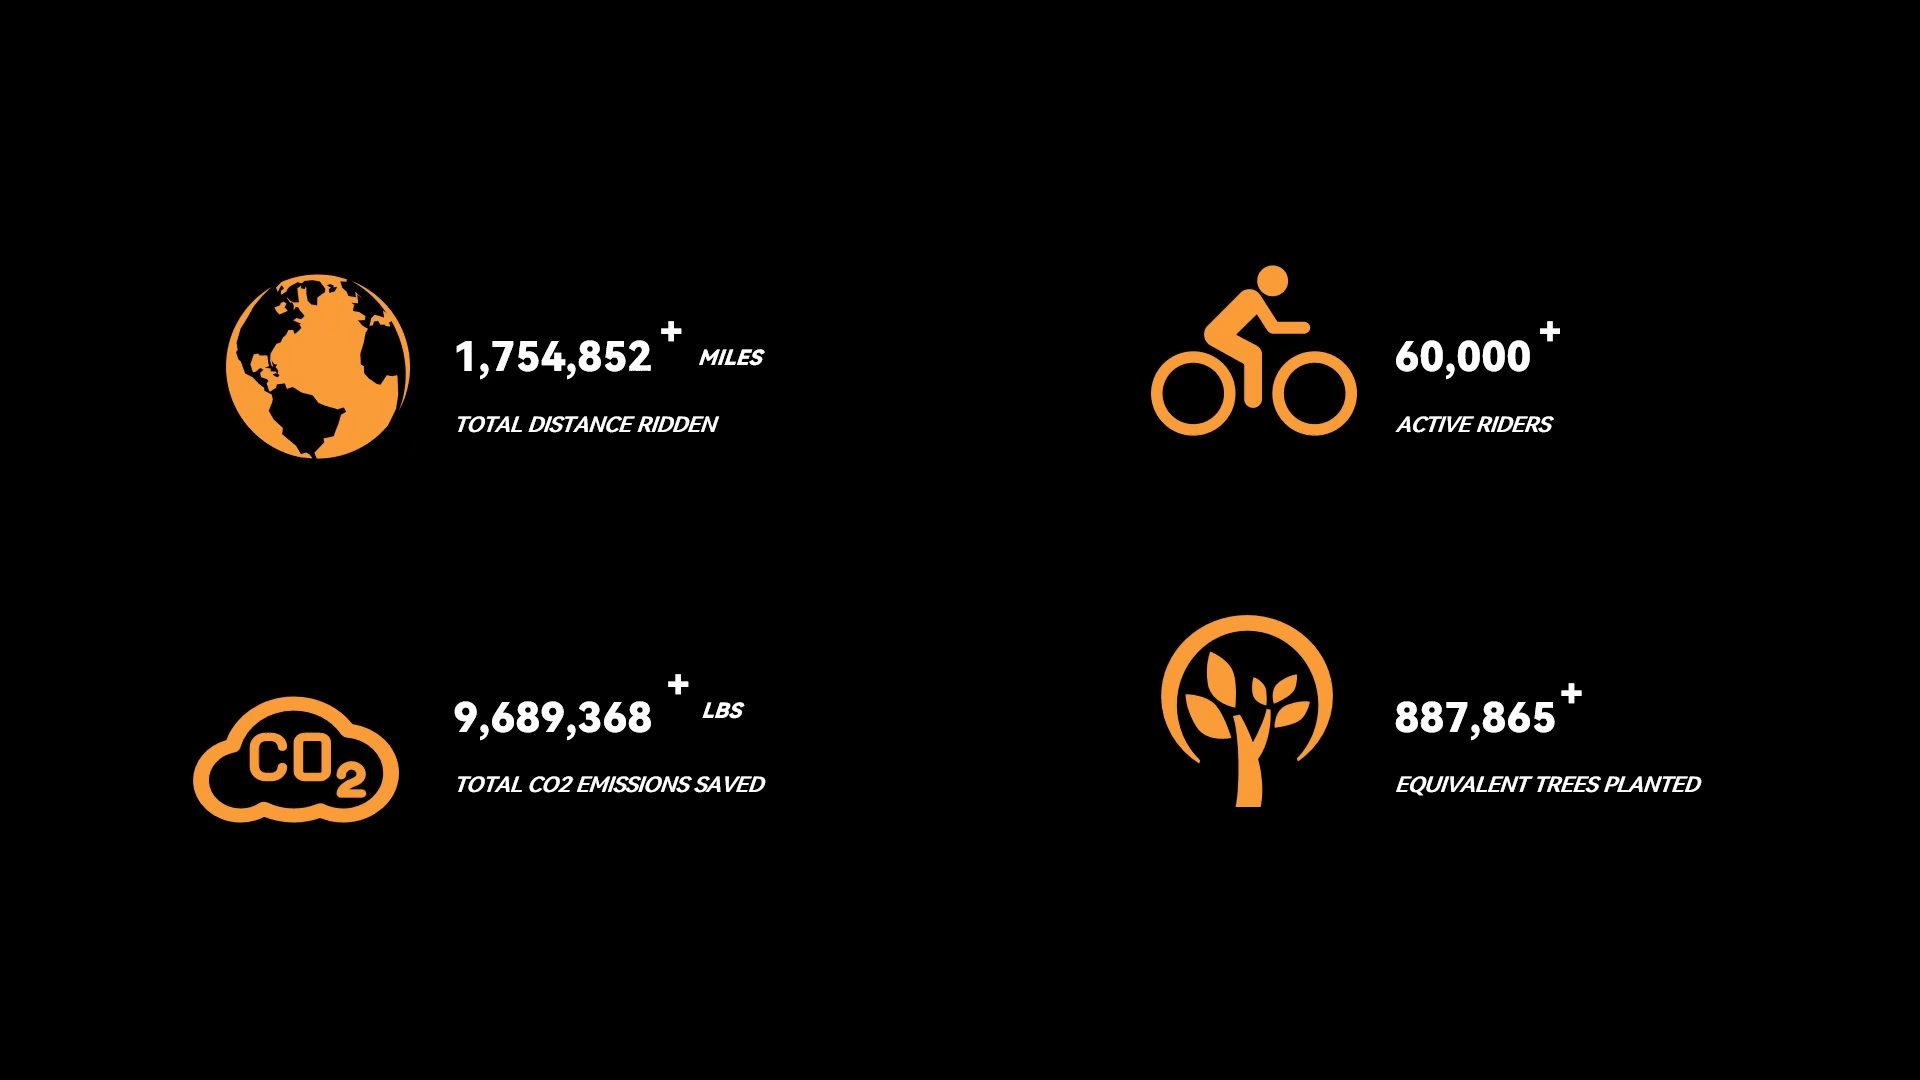 1,754,852+ MILES
TOTAL DISTANCE RIDDEN
60,000+
ACTIVE RIDERS
CO2
9,689,368+ LBS
TOTAL CO2 EMISSIONS SAVED
887,865+
EQUIVALENT TREES PLANTED